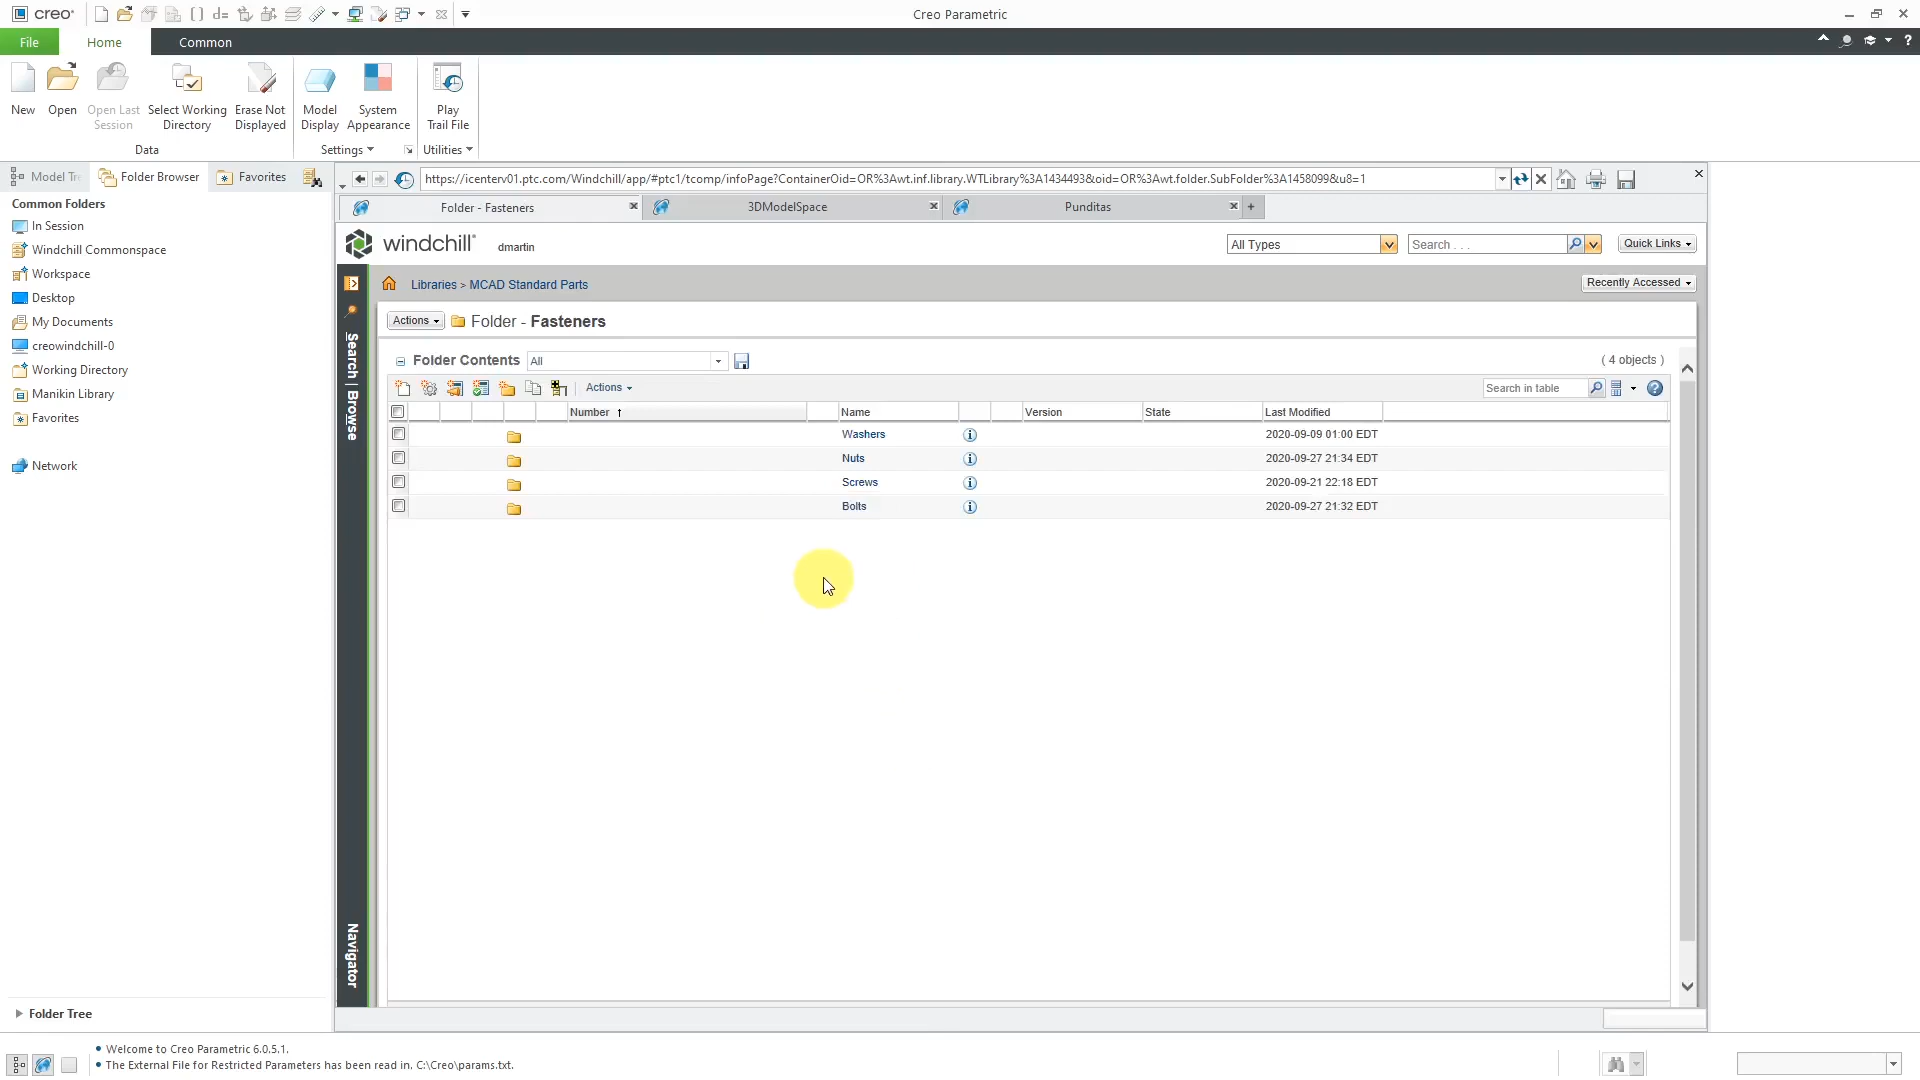 creo
Creo Parametric
File
Home
Common
New
Open
Open Last Session
Select Working Directory
Erase Not Displayed
Model Display
System Appearance
Play Trail File
Data
Settings
Utilities
Model Tr
Folder Browser
Favorites
https://icenterv01.ptc.com/Windchill/app/#ptc1/tcomp/infoPage?ContainerOid=OR%3Awt.inf.library.WTLibrary%3A1434493&oid=OR%3Awt.folder.SubFolder%3A1458099&u8=1
Common Folders
In Session
Windchill Commonspace
Workspace
Desktop
My Documents
creowindchill-0
Working Directory
Manikin Library
Favorites
Network
Folder Tree
Folder - Fasteners
3DModelSpace
Punditas
+
windchill
dmartin
All Types
Search . . .
Quick Links
Libraries > MCAD Standard Parts
Recently Accessed
Actions
Folder - Fasteners
Search | Browse
Navigator
Folder Contents
All
( 4 objects )
Actions
Search in table
Number
Name
Version
State
Last Modified
Washers
2020-09-09 01:00 EDT
Nuts
2020-09-27 21:34 EDT
Screws
2020-09-21 22:18 EDT
Bolts
2020-09-27 21:32 EDT
• Welcome to Creo Parametric 6.0.5.1.
• The External File for Restricted Parameters has been read in. C:\Creo\params.txt.